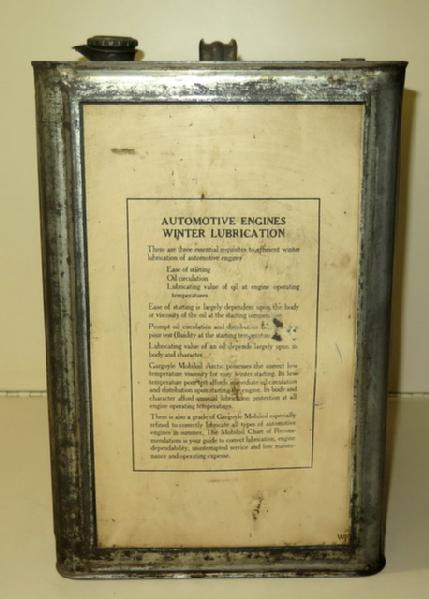 AUTOMOTIVE ENGINES
WINTER LUBRICATION
There are three essential requisites to efficient winter
lubrication of automotive engines
Ease of starting
Oil circulation
Lubricating value of oil at engine operating
temperatures
Ease of starting is largely dependent upon the body
or viscosity of the oil at the starting
Prompt oil circulation and distribution
pour test (fluidity at the starting
Lubricating value of an oil depends largely upon its
body and character
Gargoyle Mobiloil Arctic possesses the correct low
temperature viscosity for easy winter starting. Its low
temperature pour test affords immediate oil circulation
and distribution upon starting the engine. Its body and
character afford unusual lubrication protection at all
engine operating temperatures.
There is also a grade of Gargoyle Mobiloil especially
refined to correctly lubricate all types of automotive
engines in summer. The Mobiloil Chart of Recom-
mendations is your guide to correct lubrication, engine
dependability, uninterrupted service and low mainte-
nance and operating expense.